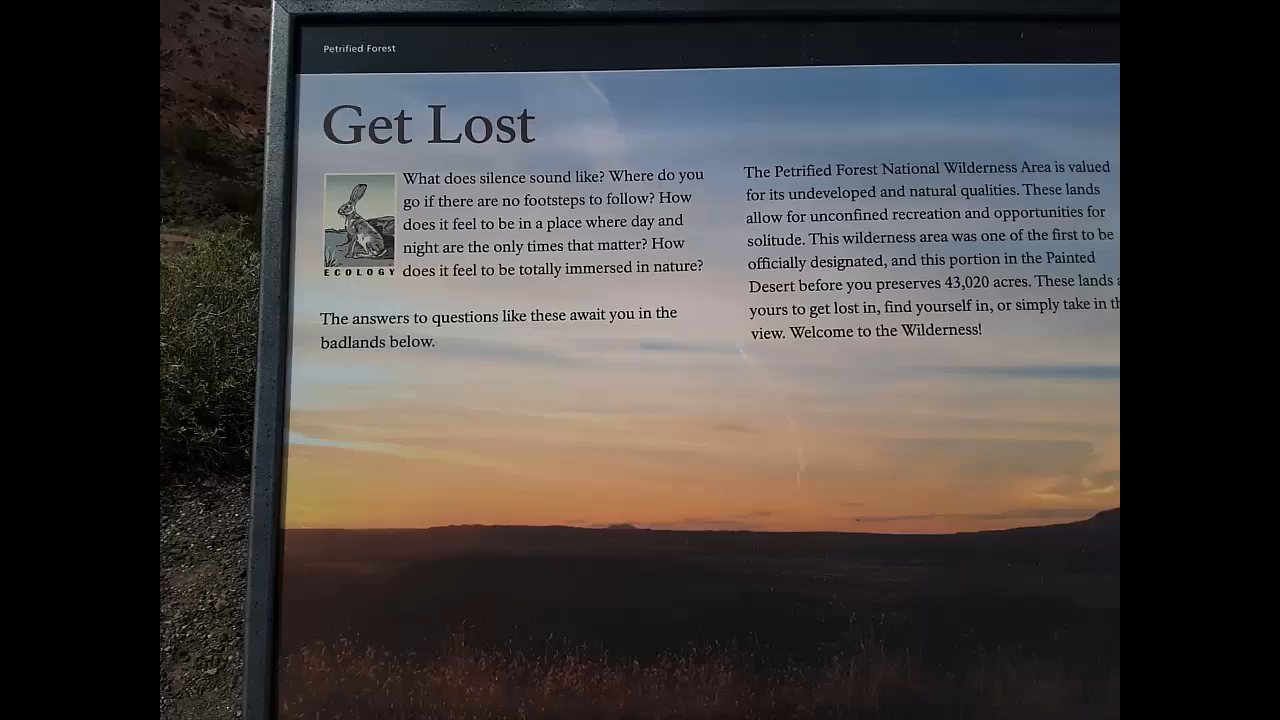 Petrified Forest
Get Lost
What does silence sound like? Where do you
go if there are no footsteps to follow? How
does it feel to be in a place where day and
night are the only times that matter? How
does it feel to be totally immersed in nature?
ECOLOGY
The answers to questions like these await you in the
badlands below.
The Petrified Forest National Wilderness Area is valued
for its undeveloped and natural qualities. These lands
allow for unconfined recreation and opportunities for
solitude. This wilderness area was one of the first to be
officially designated, and this portion in the Painted
Desert before you preserves 43,020 acres. These lands
yours to get lost in, find yourself in, or simply take in
view. Welcome to the Wilderness!